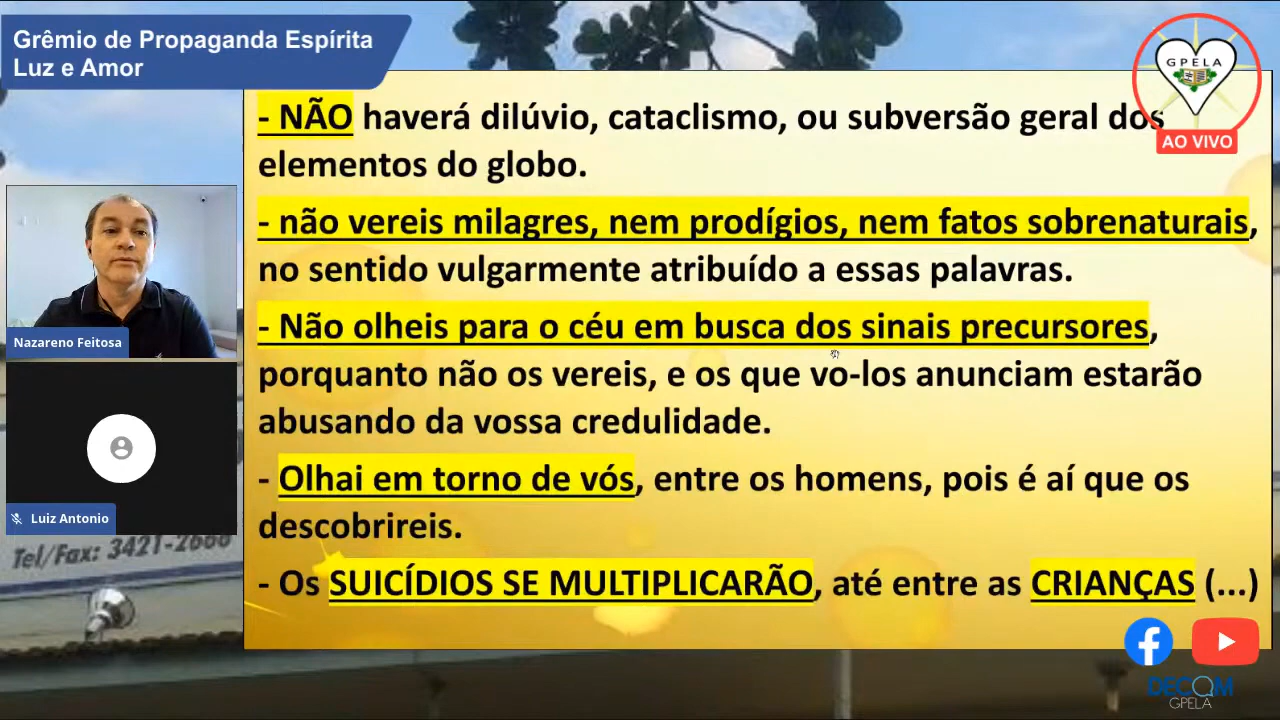 Grêmio de Propaganda Espírita
Luz e Amor
GPELA
AO VIVO
- NÃO haverá dilúvio, cataclismo, ou subversão geral dos
elementos do globo.
- não vereis milagres, nem prodígios, nem fatos sobrenaturais,
no sentido vulgarmente atribuído a essas palavras.
- Não olheis para o céu em busca dos sinais precursores,
porquanto não os vereis, e os que vo-los anunciam estarão
abusando da vossa credulidade.
- Olhai em torno de vós, entre os homens, pois é aí que os
descobrireis.
- Os SUICÍDIOS SE MULTIPLICARÃO, até entre as CRIANÇAS (...)
Nazareno Feitosa
Luiz Antonio
Tel/Fax: 3421-2668
DECOM
GPELA